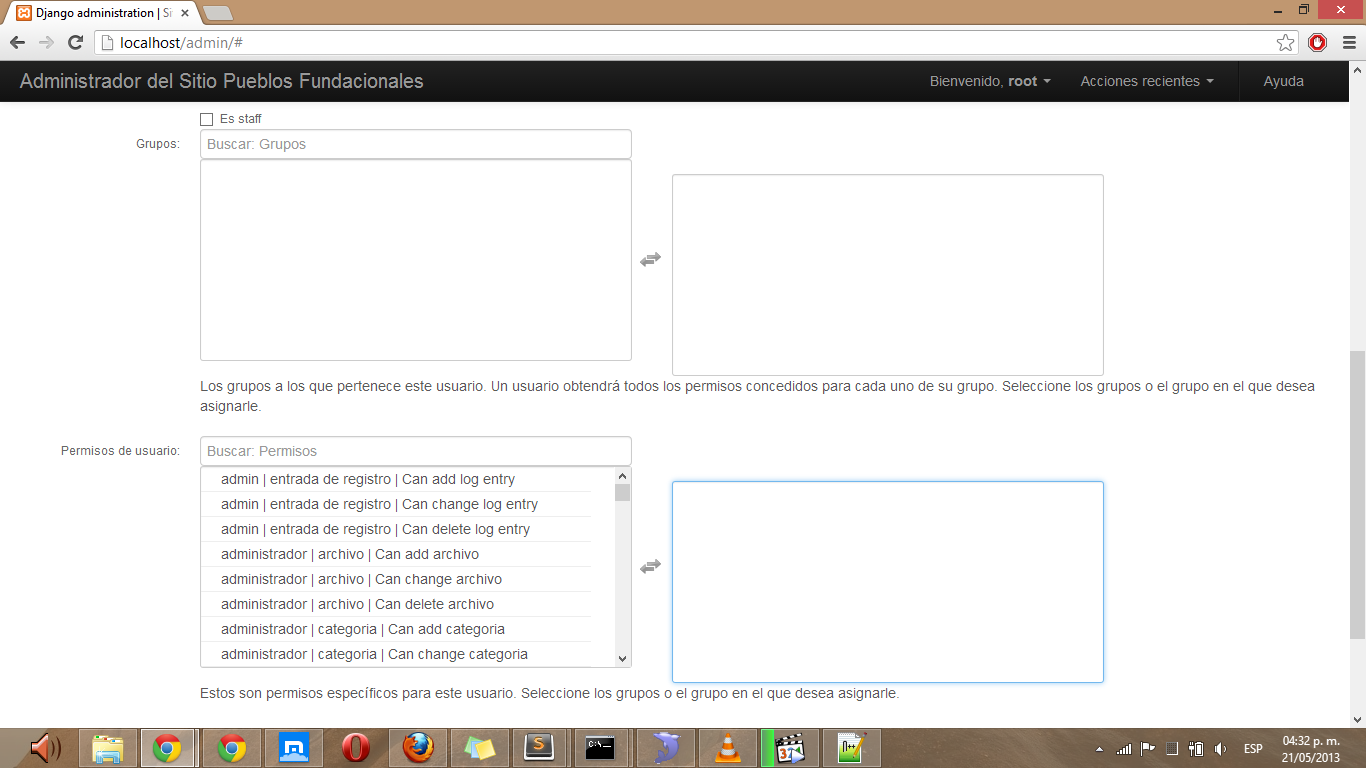 Django administration | Si
localhost/admin/#
Administrador del Sitio Pueblos Fundacionales
Bienvenido, root
Acciones recientes
Ayuda
Es staff
Grupos:
Buscar: Grupos
Los grupos a los que pertenece este usuario. Un usuario obtendrá todos los permisos concedidos para cada uno de su grupo. Seleccione los grupos o el grupo en el que desea
asignarle.
Permisos de usuario:
Buscar: Permisos
admin | entrada de registro | Can add log entry
admin | entrada de registro | Can change log entry
admin | entrada de registro | Can delete log entry
administrador | archivo | Can add archivo
administrador | archivo | Can change archivo
administrador | archivo | Can delete archivo
administrador | categoria | Can add categoria
administrador | categoria | Can change categoria
Estos son permisos específicos para este usuario. Seleccione los grupos o el grupo en el que desea asignarle.
ESP
04:32 p. m.
21/05/2013